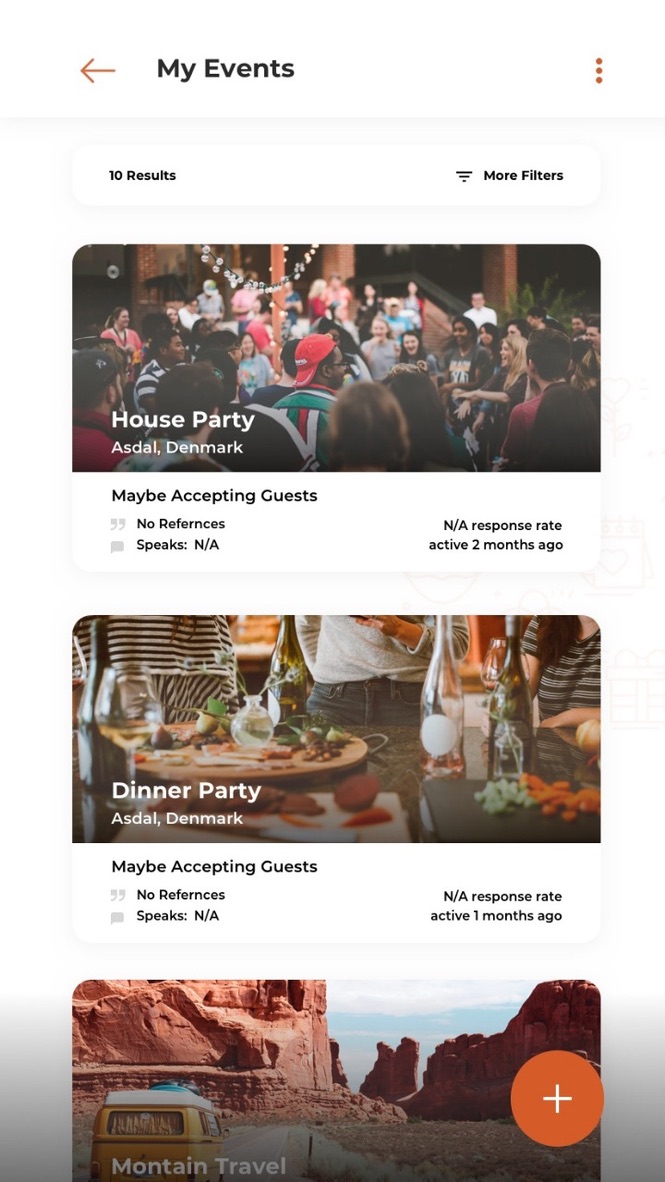 My Events
10 Results
More Filters
House Party
Asdal, Denmark
Maybe Accepting Guests
No Refernces
N/A response rate
Speaks: N/A
active 2 months ago
Dinner Party
Asdal, Denmark
Maybe Accepting Guests
No Refernces
N/A response rate
Speaks: N/A
active 1 months ago
Montain Travel